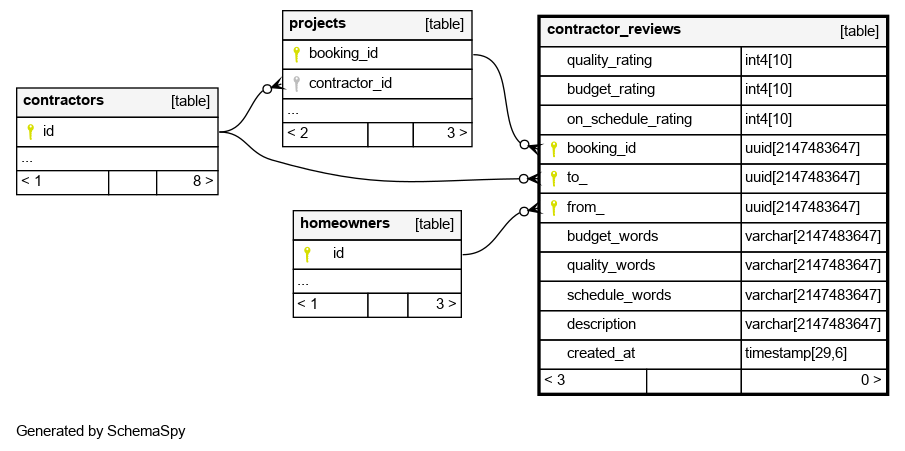 contractors [table]
id
...
< 1 8 >
projects [table]
booking_id
contractor_id
...
< 2 3 >
homeowners [table]
id
...
< 1 3 >
contractor_reviews [table]
quality_rating int4[10]
budget_rating int4[10]
on_schedule_rating int4[10]
booking_id uuid[2147483647]
to_ uuid[2147483647]
from_ uuid[2147483647]
budget_words varchar[2147483647]
quality_words varchar[2147483647]
schedule_words varchar[2147483647]
description varchar[2147483647]
created_at timestamp[29,6]
< 3 0 >
Generated by SchemaSpy